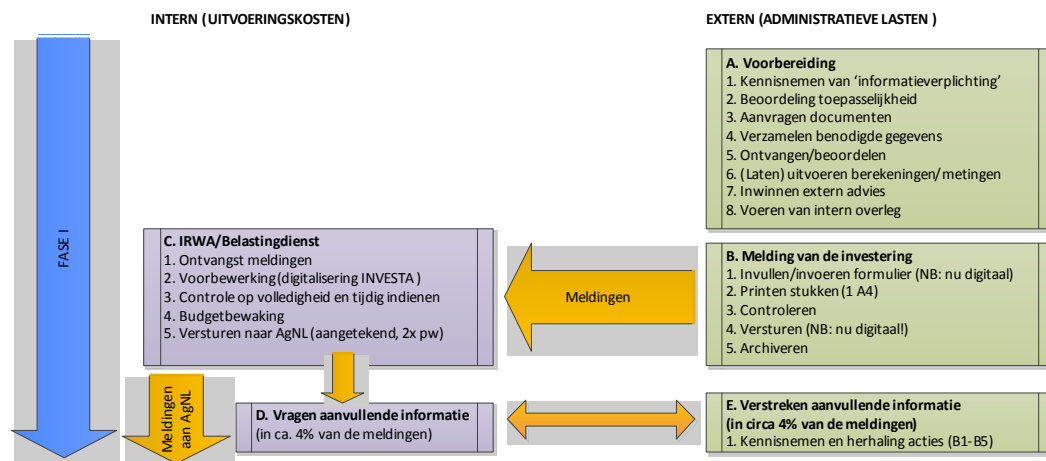 INTERN (UITVOERINGSKOSTEN)
EXTERN (ADMINISTRATIEVE LASTEN )
FASE I
A. Voorbereiding
1. Kennisnemen van ‘informatieverplichting’
2. Beoordeling toepasselijkheid
3. Aanvragen documenten
4. Verzamelen benodigde gegevens
5. Ontvangen/beoordelen
6. (Laten) uitvoeren berekeningen/metingen
7. Inwinnen extern advies
8. Voeren van intern overleg
C. IRWA/Belastingdienst
1. Ontvangst meldingen
2. Voorbewerking (digitalisering INVESTA )
3. Controle op volledigheid en tijdig indienen
4. Budgetbewaking
5. Versturen naar AgNL (aangetekend, 2x pw)
Meldingen
B. Melding van de investering
1. Invullen/invoeren formulier (NB: nu digitaal)
2. Printen stukken (1 A4)
3. Controleren
4. Versturen (NB: nu digitaal!)
5. Archiveren
Meldingen
aan AgNL
D. Vragen aanvullende informatie
(in ca. 4% van de meldingen)
E. Verstreken aanvullende informatie
(in circa 4% van de meldingen)
1. Kennisnemen en herhaling acties (B1-B5)